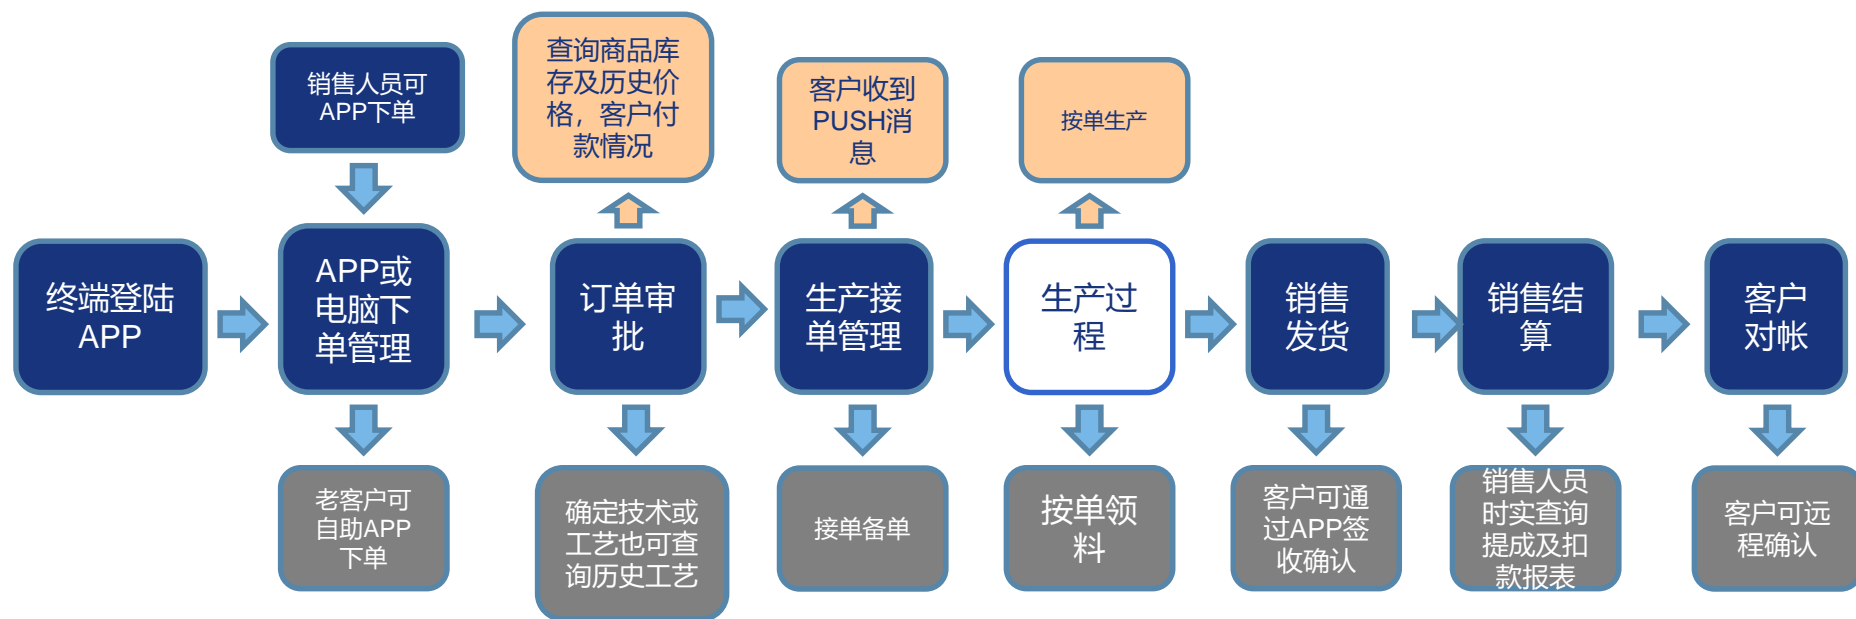 销售人员可
APP下单
查询商品库
存及历史价
格，客户付
款情况
客户收到
PUSH消
息
按单生产
终端登陆
APP
APP或
电脑下
单管理
订单审
批
生产接
单管理
生产过
程
销售
发货
销售结
算
客户
对帐
老客户可
自助APP
下单
确定技术或
工艺也可查
询历史工艺
接单备单
按单领
料
客户可通
过APP签
收确认
销售人员
时实查询
提成及扣
款报表
客户可远
程确认